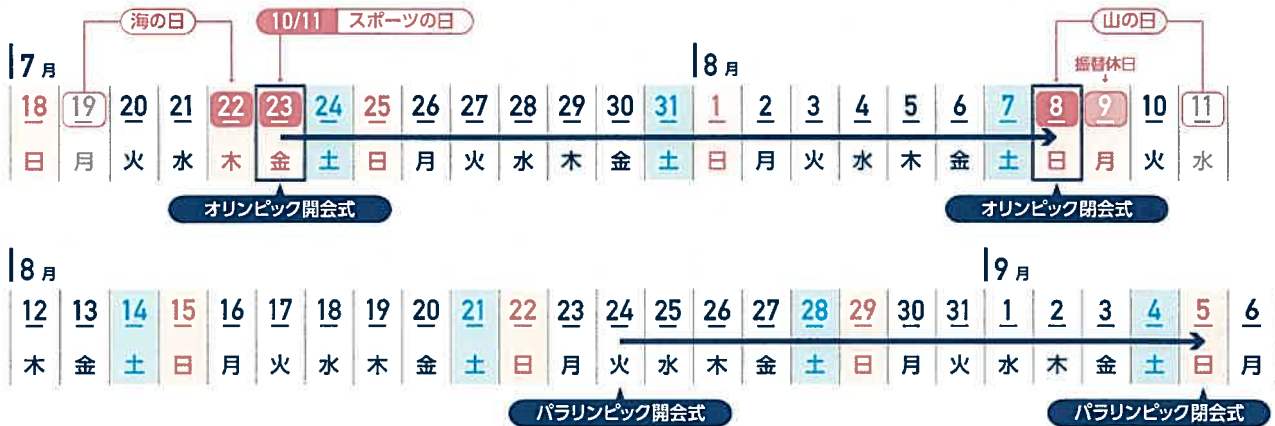 海の日 10/11 スポーツの日 山の日
7月 8月 振替休日
18 19 20 21 22 23 24 25 26 27 28 29 30 31 1 2 3 4 5 6 7 8 9 10 11
日 月 火 水 木 金 土 日 月 火 水 木 金 土 日 月 火 水 木 金 土 日 月 火 水
オリンピック開会式 オリンピック閉会式
8月 9月
12 13 14 15 16 17 18 19 20 21 22 23 24 25 26 27 28 29 30 31 1 2 3 4 5 6
木 金 土 日 月 火 水 木 金 土 日 月 火 水 木 金 土 日 月 火 水 木 金 土 日 月
パラリンピック開会式 パラリンピック閉会式